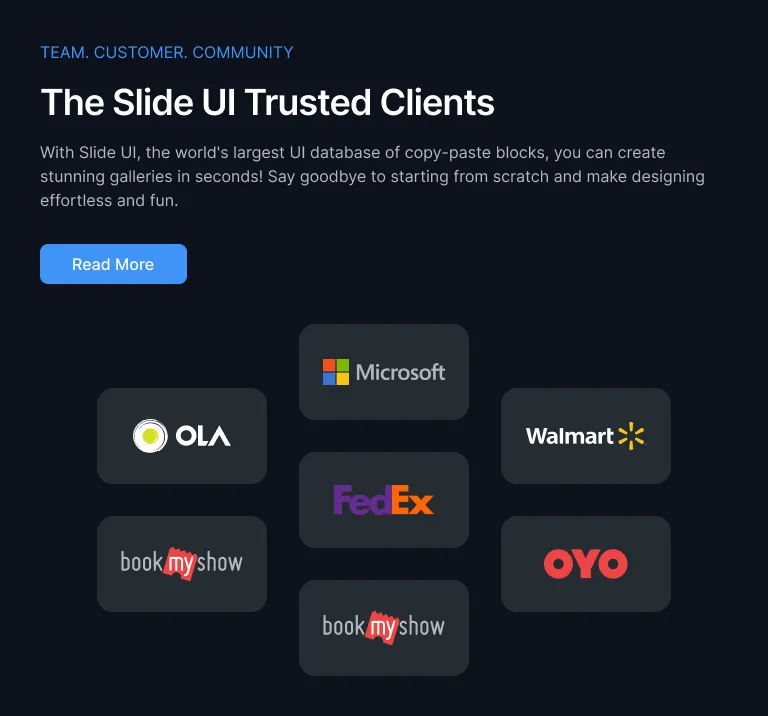 TEAM. CUSTOMER. COMMUNITY
The Slide UI Trusted Clients
With Slide UI, the world's largest UI database of copy-paste blocks, you can create
stunning galleries in seconds! Say goodbye to starting from scratch and make designing
effortless and fun.
Read More
Microsoft
OLA
Walmart
FedEx
bookmyshow
OYO
bookmyshow